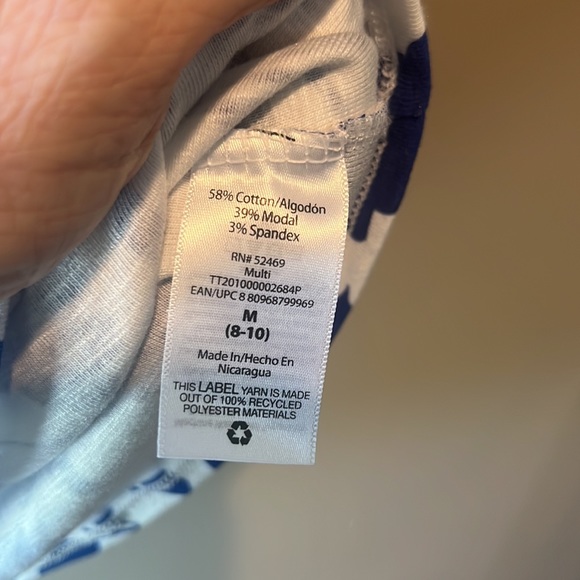 58% Cotton/Algodón
39% Modal
3% Spandex
RN# 52469
Multi
TT201000002684P
EAN/UPC 8 80968799969
M
(8-10)
Made In/Hecho En
Nicaragua
THIS LABEL YARN IS MADE
OUT OF 100% RECYCLED
POLYESTER MATERIALS